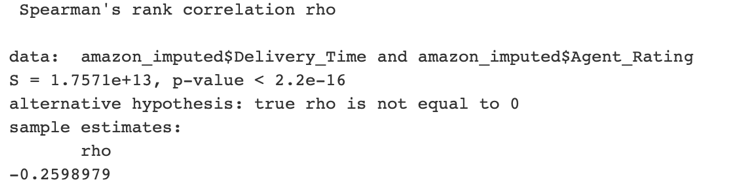 Spearman's rank correlation rho
data:  amazon_imputed$Delivery_Time and amazon_imputed$Agent_Rating
S = 1.7571e+13, p-value < 2.2e-16
alternative hypothesis: true rho is not equal to 0
sample estimates:
rho
-0.2598979